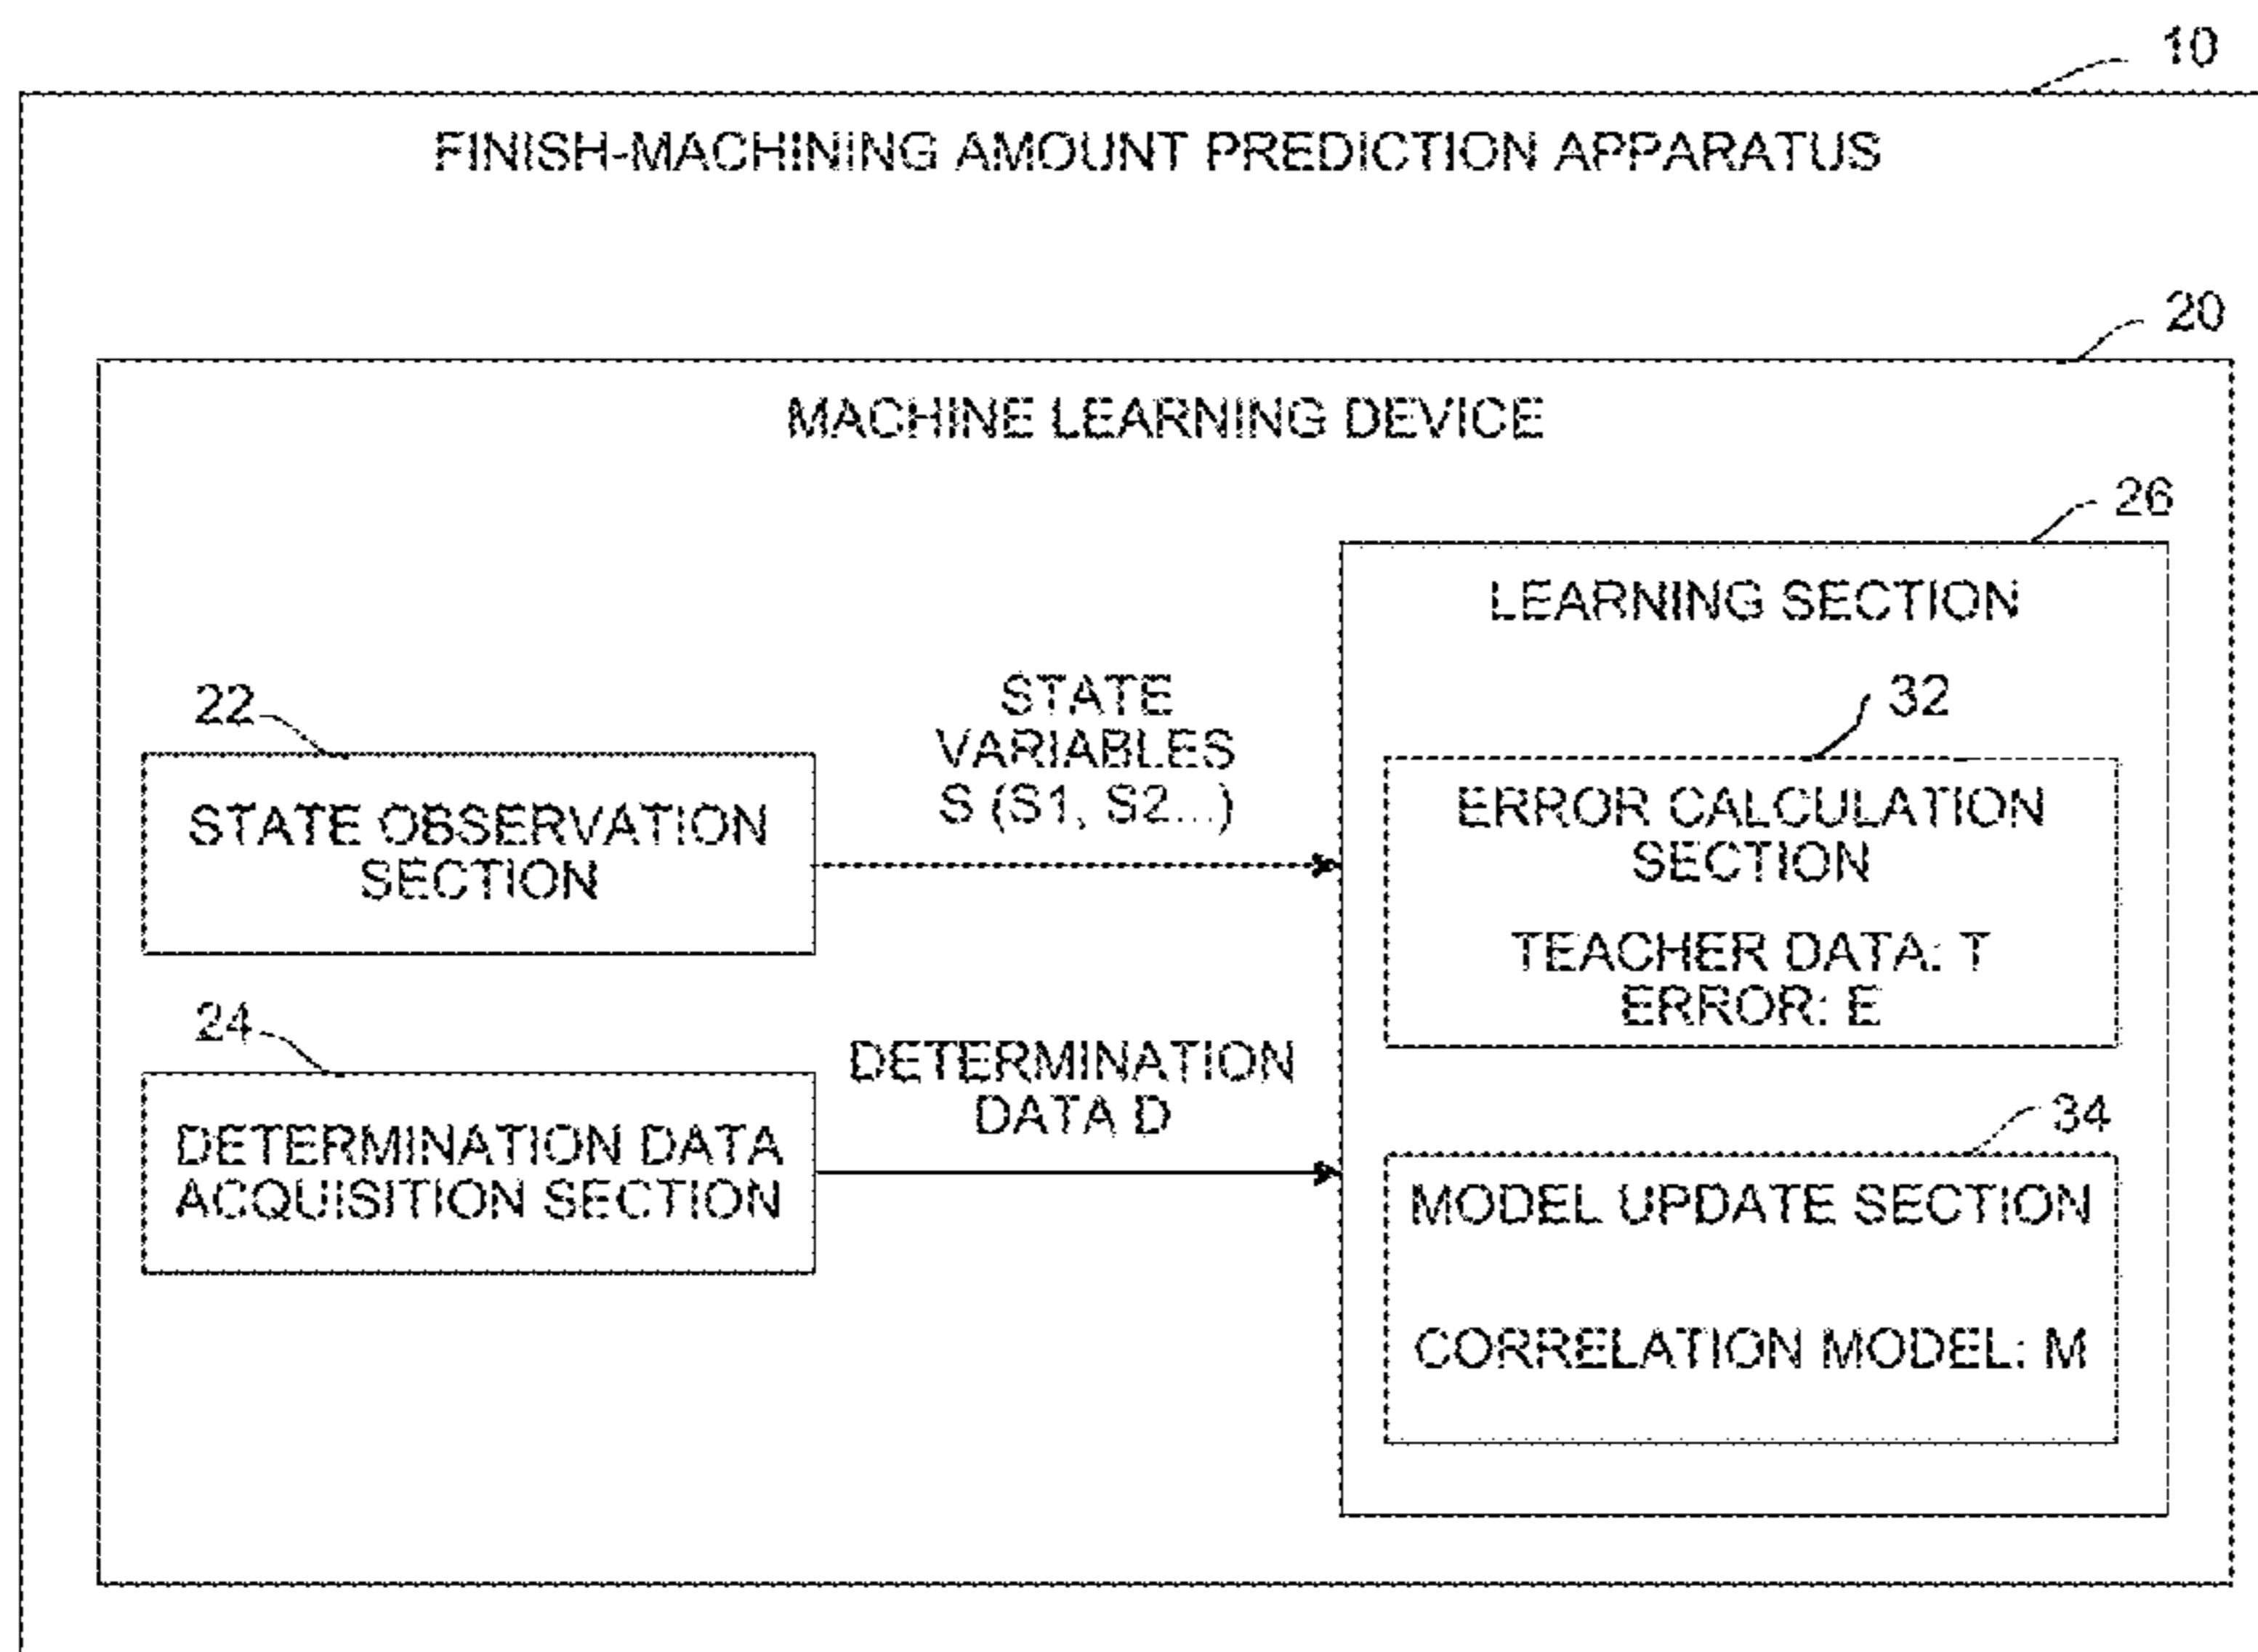 10
FINISH-MACHINING AMOUNT PREDICTION APPARATUS
20
MACHINE LEARNING DEVICE
26
LEARNING SECTION
22
STATE OBSERVATION
SECTION
STATE
VARIABLES
S (S1, S2...)
32
ERROR CALCULATION
SECTION
TEACHER DATA: T
ERROR: E
24
DETERMINATION DATA
ACQUISITION SECTION
DETERMINATION
DATA D
34
MODEL UPDATE SECTION
CORRELATION MODEL: M